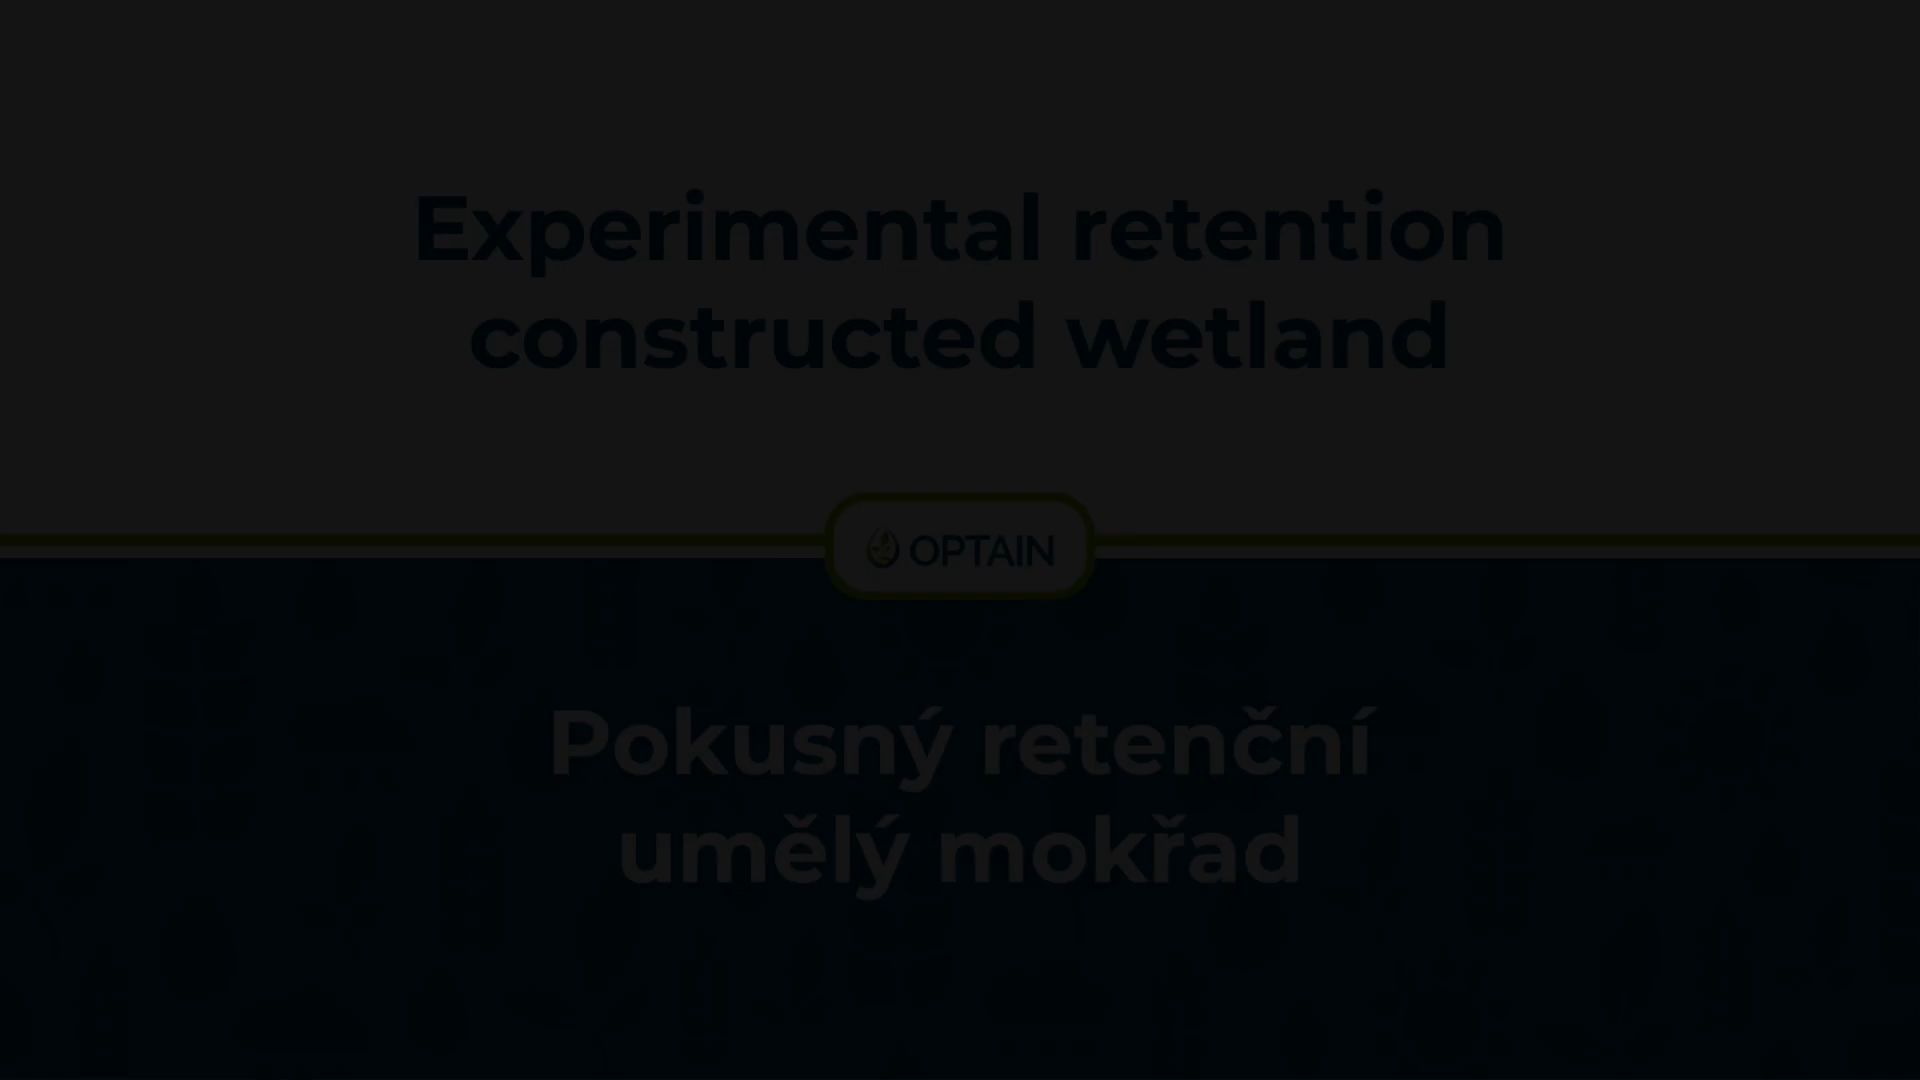 Experimental retention
constructed wetland
OPTAIN
Pokusný retenční
umělý mokřad